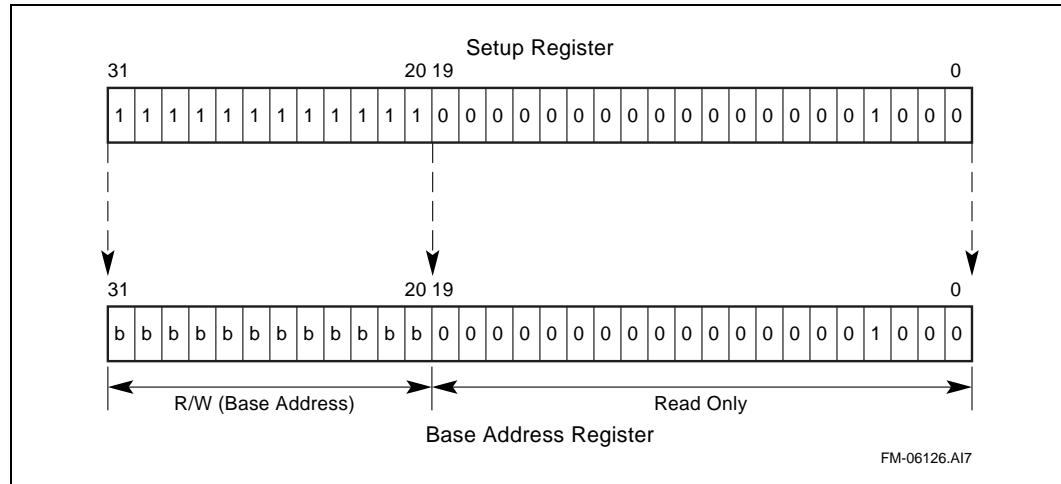 Setup Register
31 20 19 0
1 1 1 1 1 1 1 1 1 1 1 1 0 0 0 0 0 0 0 0 0 0 0 0 0 0 0 0 1 0 0 0
31 20 19 0
b b b b b b b b b b b b 0 0 0 0 0 0 0 0 0 0 0 0 0 0 0 0 1 0 0 0
R/W (Base Address) Read Only
Base Address Register
FM-06126.AI7